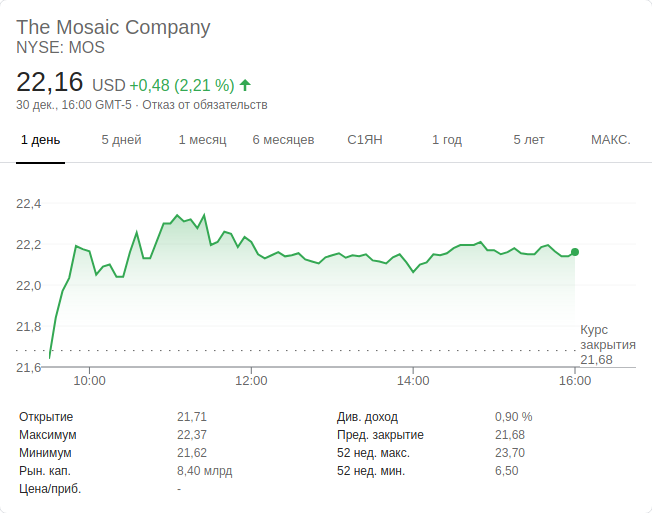 The Mosaic Company
NYSE: MOS
22,16 USD +0,48 (2,21 %)
30 дек., 16:00 GMT-5 · Отказ от обязательств
1 день 5 дней 1 месяц 6 месяцев С1ЯН 1 год 5 лет МАКС.
22,4
22,2
22,0
21,8
21,6
Курс
закрытия
21,68
10:00 12:00 14:00 16:00
Открытие 21,71 Див. доход 0,90 %
Максимум 22,37 Пред. закрытие 21,68
Минимум 21,62 52 нед. макс. 23,70
Рын. кап. 8,40 млрд 52 нед. мин. 6,50
Цена/приб. -